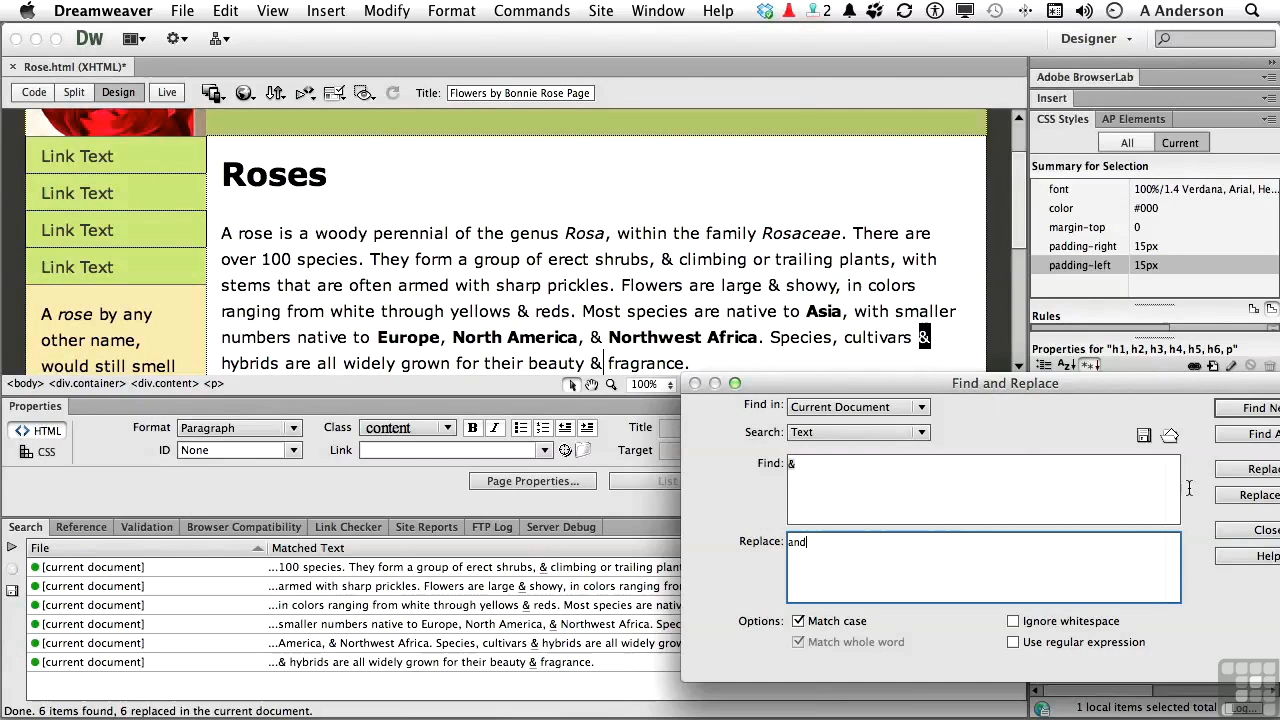 Dreamweaver File Edit View Insert Modify Format Commands Site Window Help 2 A Anderson
Dw Designer
× Rose.html (XHTML)*
Code Split Design Live Title: Flowers by Bonnie Rose Page
Link Text
Link Text
Link Text
Link Text
A rose by any
other name,
would still smell
Roses
A rose is a woody perennial of the genus Rosa, within the family Rosaceae. There are
over 100 species. They form a group of erect shrubs, & climbing or trailing plants, with
stems that are often armed with sharp prickles. Flowers are large & showy, in colors
ranging from white through yellows & reds. Most species are native to Asia, with smaller
numbers native to Europe, North America, & Northwest Africa. Species, cultivars &
hybrids are all widely grown for their beauty & fragrance.
<body> <div.container> <div.content> <p> 100%
Adobe BrowserLab
Insert
CSS Styles AP Elements
All Current
Summary for Selection
font 100%/1.4 Verdana, Arial, He...
color #000
margin-top 0
padding-right 15px
padding-left 15px
Rules
Properties for "h1, h2, h3, h4, h5, h6, p"
Properties
<> HTML Format Paragraph Class content B I Title
CSS ID None Link Target
Page Properties... List
Search Reference Validation Browser Compatibility Link Checker Site Reports FTP Log Server Debug
File Matched Text
[current document] ...100 species. They form a group of erect shrubs, & climbing or trailing plant
[current document] ...armed with sharp prickles. Flowers are large & showy, in colors ranging from
[current document] ...in colors ranging from white through yellows & reds. Most species are nativ
[current document] ...smaller numbers native to Europe, North America, & Northwest Africa. Spec
[current document] ...America, & Northwest Africa. Species, cultivars & hybrids are all widely grow
[current document] ...& hybrids are all widely grown for their beauty & fragrance.
Done. 6 items found, 6 replaced in the current document.
Find and Replace
Find in: Current Document Find Ne
Search: Text Find A
Find: &
Replac
Replace
Replace: and
Close
Help
Options: Match case Ignore whitespace
Match whole word Use regular expression
1 local items selected total Log...